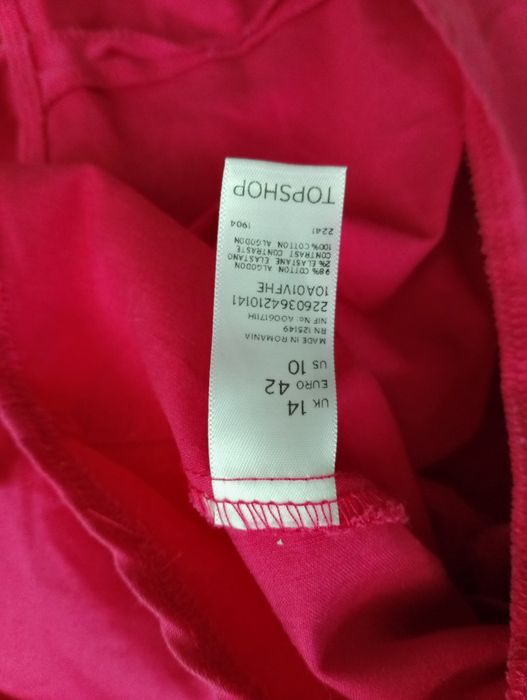 UK 14
EURO 42
US 10
MADE IN ROMANIA
RN 125149
NIF No: A0061711H
226036421O141
10A01VFHE
98% COTTON ALGODON
2% ELASTANE ELASTANO
CONTRAST CONTRASTE
100% COTTON ALGODON
2241 1904
TOPSHOP